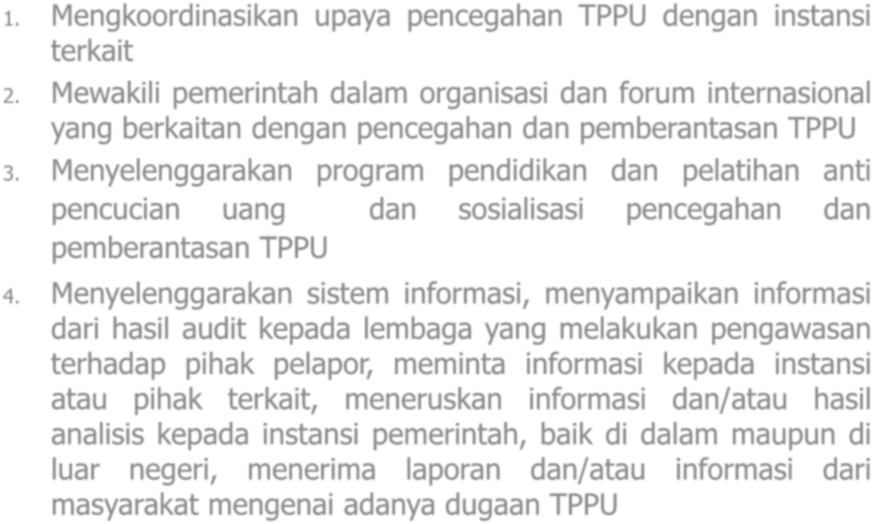 1. Mengkoordinasikan upaya pencegahan TPPU dengan instansi
terkait
2. Mewakili pemerintah dalam organisasi dan forum internasional
yang berkaitan dengan pencegahan dan pemberantasan TPPU
3. Menyelenggarakan program pendidikan dan pelatihan anti
pencucian uang dan sosialisasi pencegahan dan
pemberantasan TPPU
4. Menyelenggarakan sistem informasi, menyampaikan informasi
dari hasil audit kepada lembaga yang melakukan pengawasan
terhadap pihak pelapor, meminta informasi kepada instansi
atau pihak terkait, meneruskan informasi dan/atau hasil
analisis kepada instansi pemerintah, baik di dalam maupun di
luar negeri, menerima laporan dan/atau informasi dari
masyarakat mengenai adanya dugaan TPPU